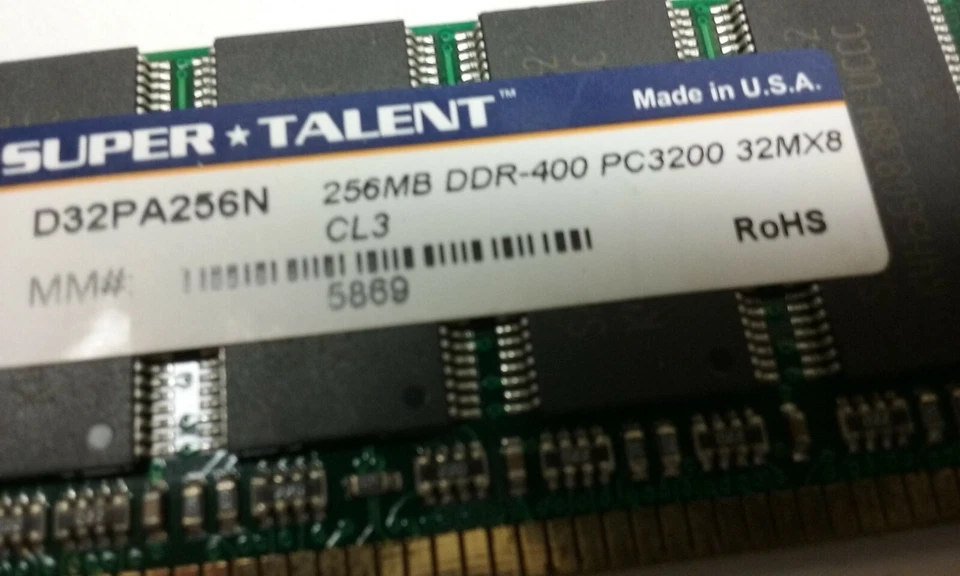 Made in U.S.A.
SUPER★TALENT™
D32PA256N
256MB DDR-400 PC3200 32MX8
CL3
RoHS
MM#:
5869